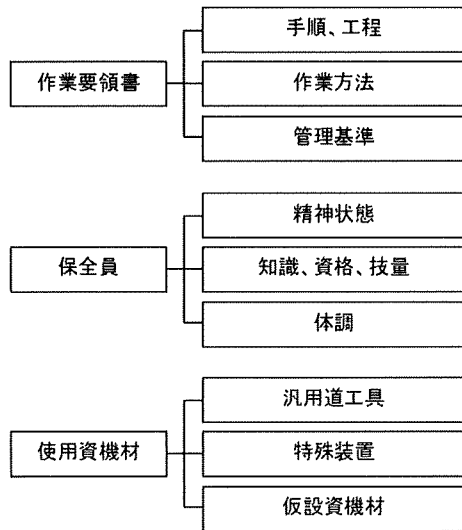 手順、工程
作業要領書
作業方法
管理基準
精神状態
保全員
知識、資格、技量
体調
汎用道工具
使用資機材
特殊装置
仮設資機材